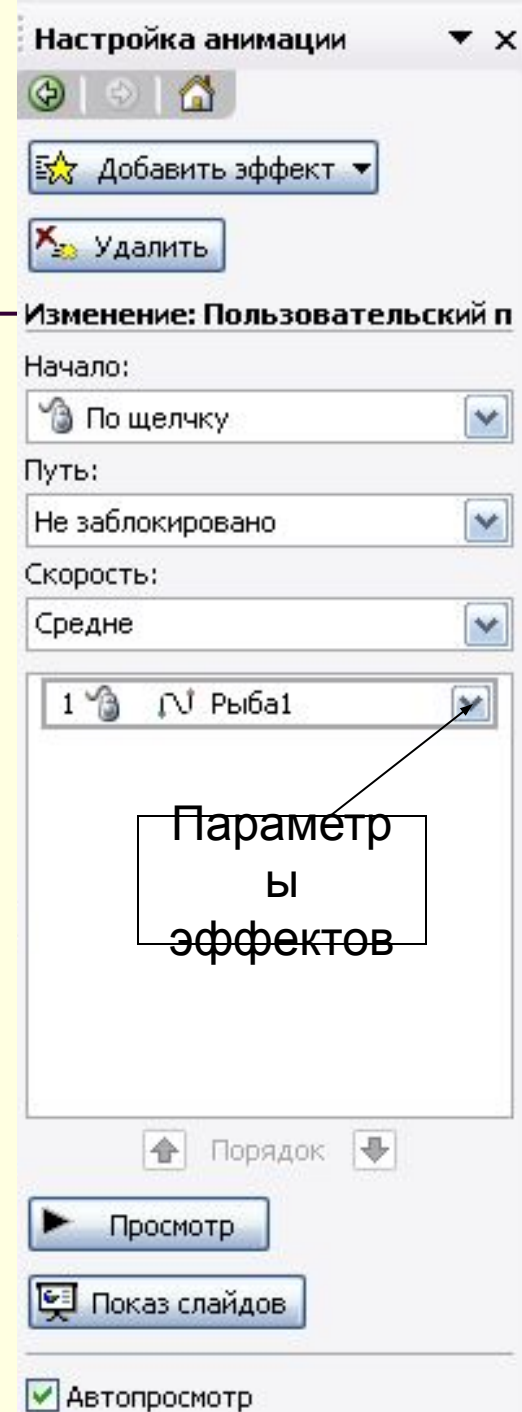 Настройка анимации
Добавить эффект
Удалить
Изменение: Пользовательский п
Начало:
По щелчку
Путь:
Не заблокировано
Скорость:
Средне
1 Рыба1
Параметр
ы
эффектов
Порядок
Просмотр
Показ слайдов
Автопросмотр